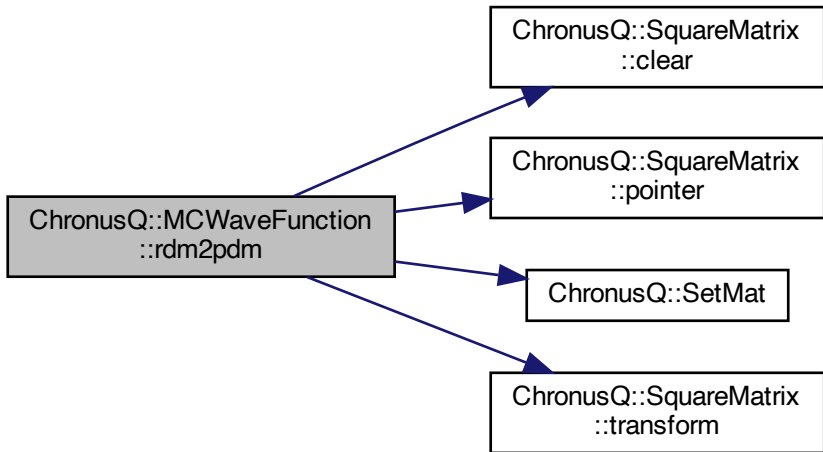 ChronusQ::SquareMatrix
::clear
ChronusQ::SquareMatrix
::pointer
ChronusQ::MCWaveFunction
::rdm2pdm
ChronusQ::SetMat
ChronusQ::SquareMatrix
::transform